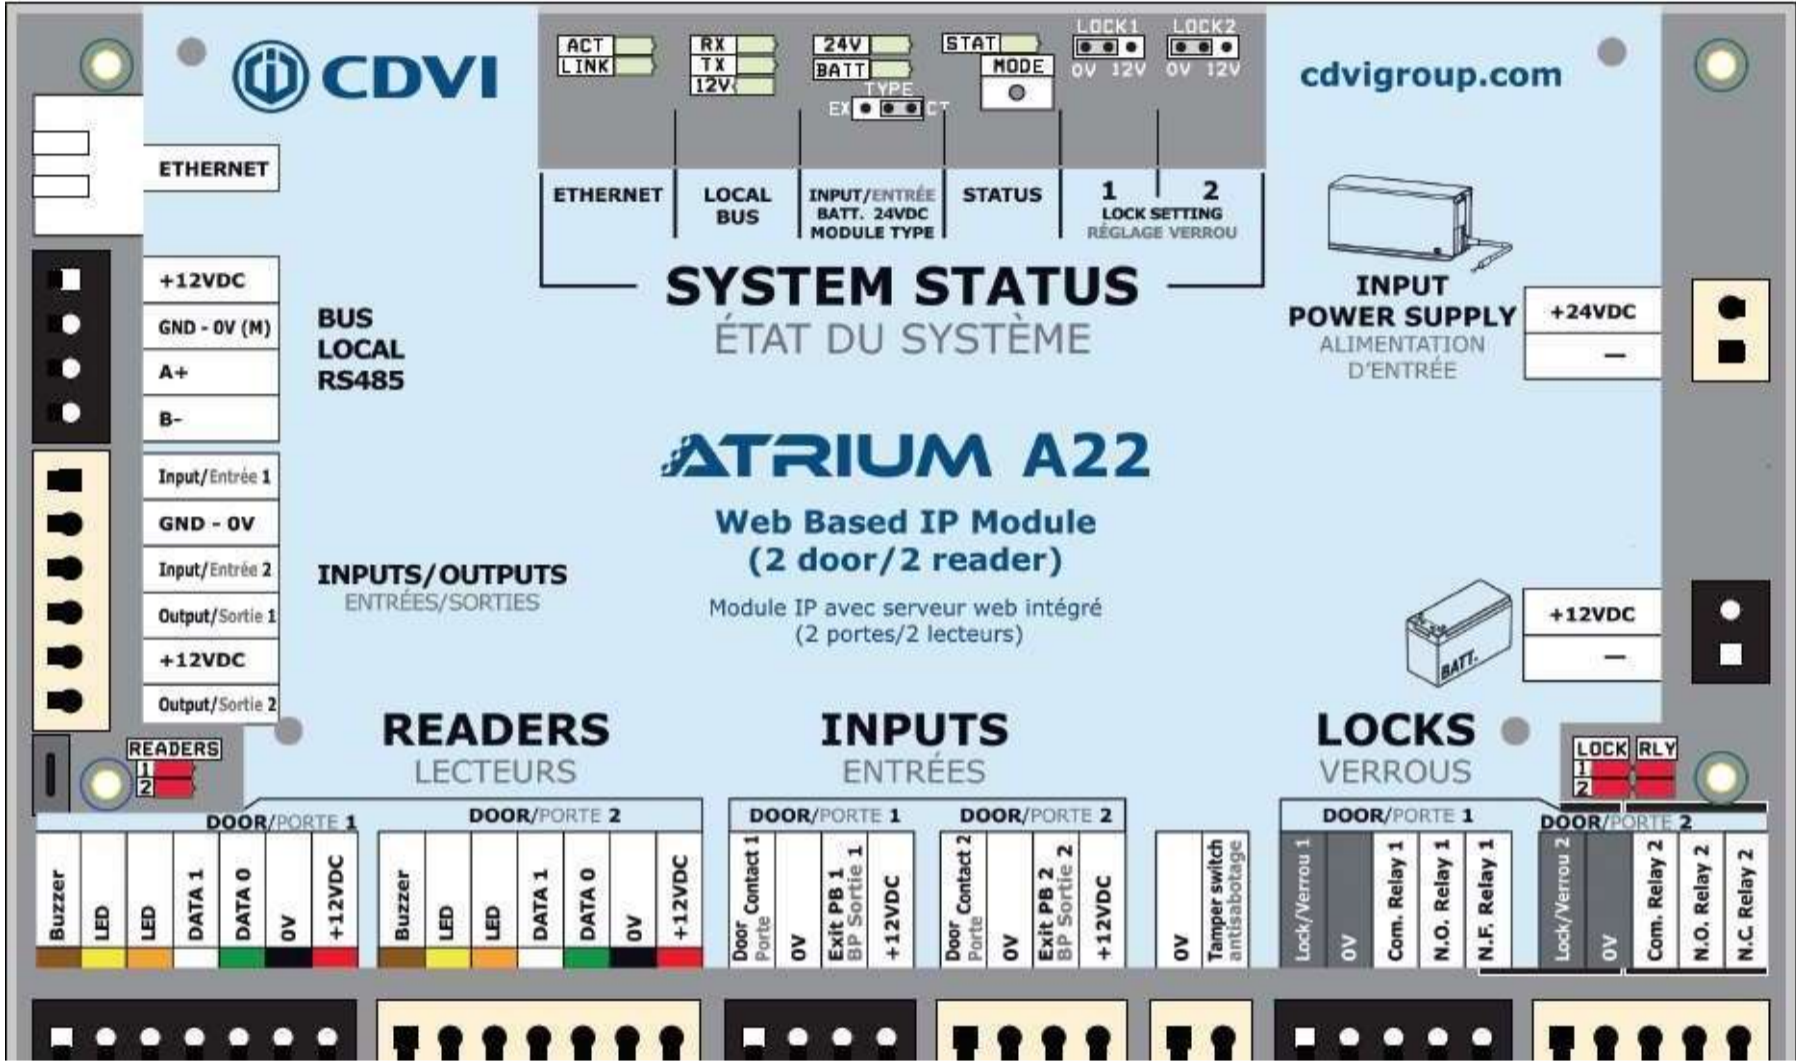 CDVI
ACT
LINK
RX
TX
12V
24V
BATT
TYPE
EX CT
STAT
MODE
LOCK1
0V 12V
LOCK2
0V 12V
cdvigroup.com
ETHERNET
ETHERNET
LOCAL
BUS
INPUT/ENTRÉE
BATT. 24VDC
MODULE TYPE
STATUS
1 2
LOCK SETTING
RÉGLAGE VERROU
SYSTEM STATUS
ÉTAT DU SYSTÈME
+12VDC
GND - 0V (M)
A+
B-
BUS
LOCAL
RS485
INPUT
POWER SUPPLY
ALIMENTATION
D'ENTRÉE
+24VDC
—
ATRIUM A22
Web Based IP Module
(2 door/2 reader)
Module IP avec serveur web intégré
(2 portes/2 lecteurs)
Input/Entrée 1
GND - 0V
Input/Entrée 2
Output/Sortie 1
+12VDC
Output/Sortie 2
INPUTS/OUTPUTS
ENTRÉES/SORTIES
BATT.
+12VDC
—
READERS
1
2
READERS
LECTEURS
INPUTS
ENTRÉES
LOCKS
VERROUS
LOCK RLY
1
2
DOOR/PORTE 1
Buzzer
LED
LED
DATA 1
DATA 0
0V
+12VDC
DOOR/PORTE 2
Buzzer
LED
LED
DATA 1
DATA 0
0V
+12VDC
DOOR/PORTE 1
Door Contact 1
Porte
0V
Exit PB 1
BP Sortie 1
+12VDC
DOOR/PORTE 2
Door Contact 2
Porte
0V
Exit PB 2
BP Sortie 2
+12VDC
0V
Tamper switch
antisabotage
DOOR/PORTE 1
Lock/Verrou 1
0V
Com. Relay 1
N.O. Relay 1
N.F. Relay 1
DOOR/PORTE 2
Lock/Verrou 2
0V
Com. Relay 2
N.O. Relay 2
N.C. Relay 2